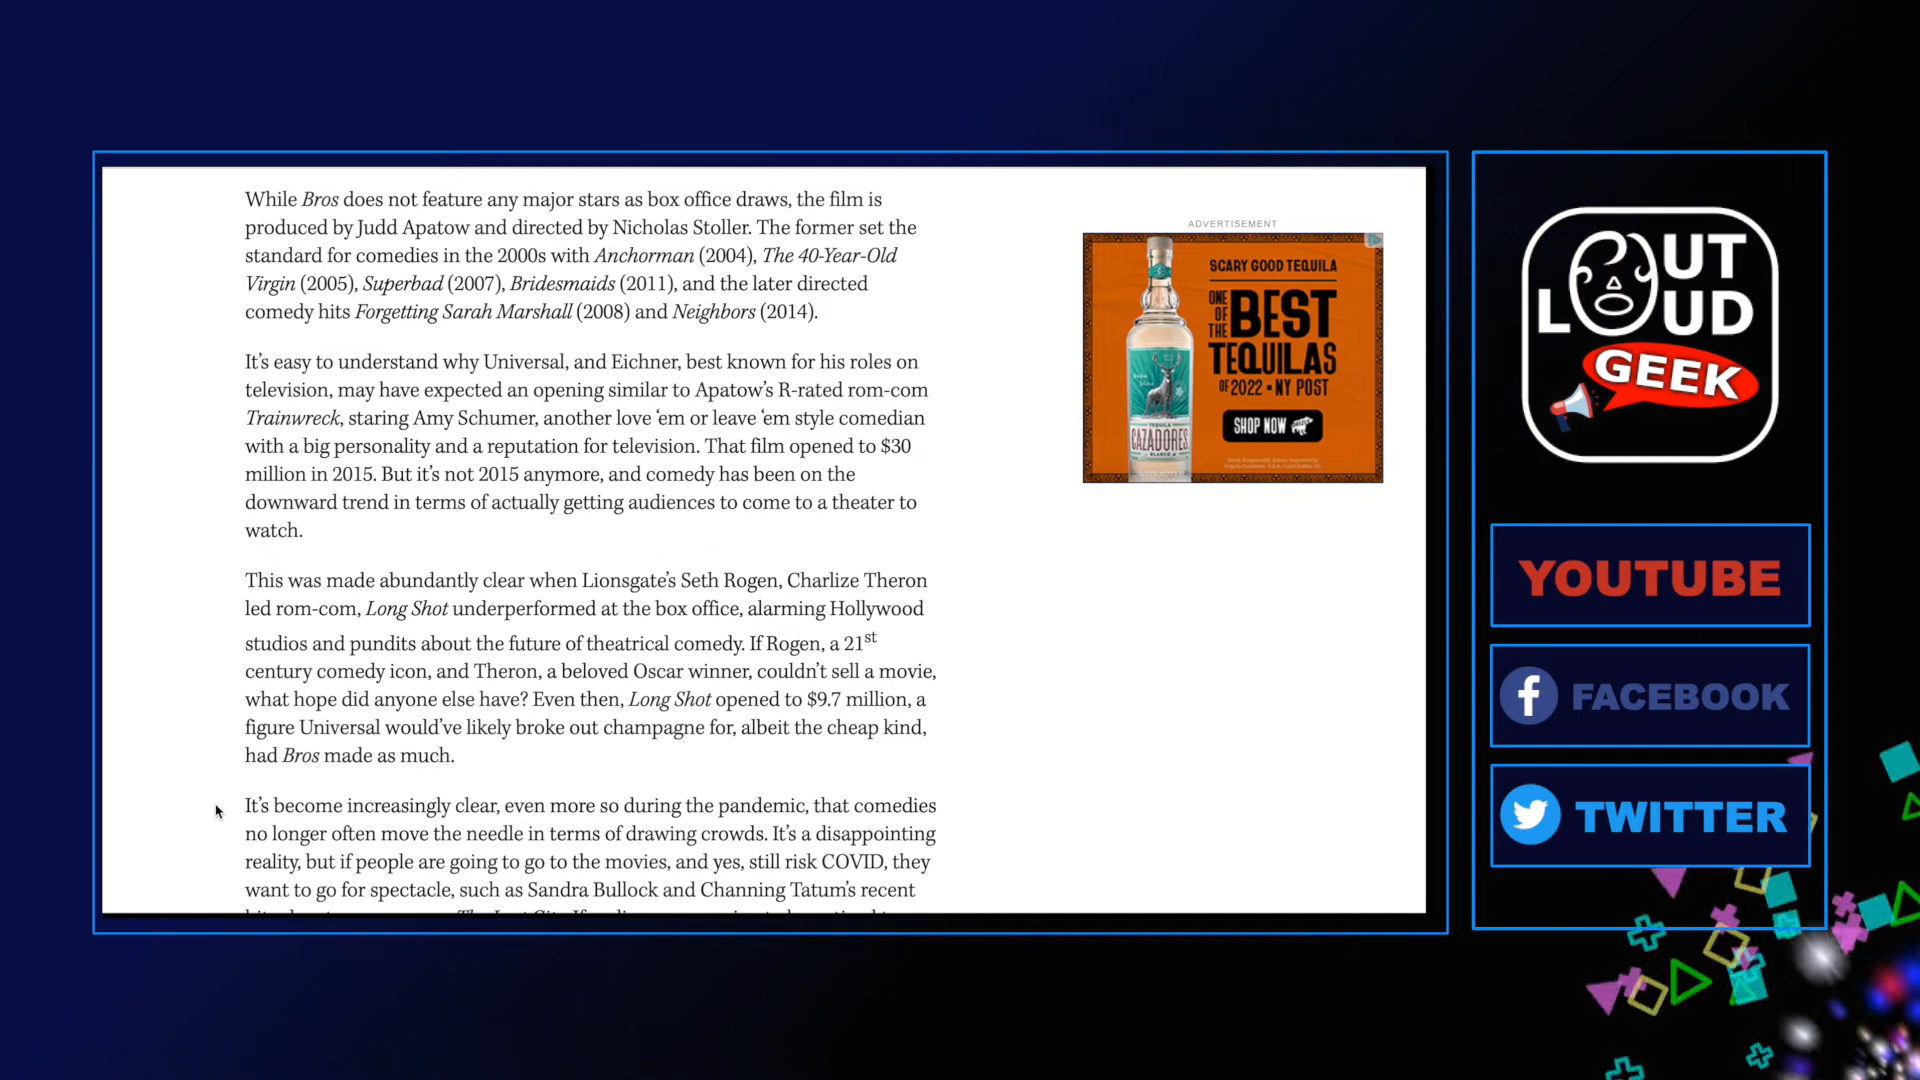 While Bros does not feature any major stars as box office draws, the film is
produced by Judd Apatow and directed by Nicholas Stoller. The former set the
standard for comedies in the 2000s with Anchorman (2004), The 40-Year-Old
Virgin (2005), Superbad (2007), Bridesmaids (2011), and the later directed
comedy hits Forgetting Sarah Marshall (2008) and Neighbors (2014).
It's easy to understand why Universal, and Eichner, best known for his roles on
television, may have expected an opening similar to Apatow's R-rated rom-com
Trainwreck, staring Amy Schumer, another love ‘em or leave ‘em style comedian
with a big personality and a reputation for television. That film opened to $30
million in 2015. But it's not 2015 anymore, and comedy has been on the
downward trend in terms of actually getting audiences to come to a theater to
watch.
This was made abundantly clear when Lionsgate's Seth Rogen, Charlize Theron
led rom-com, Long Shot underperformed at the box office, alarming Hollywood
studios and pundits about the future of theatrical comedy. If Rogen, a 21st
century comedy icon, and Theron, a beloved Oscar winner, couldn't sell a movie,
what hope did anyone else have? Even then, Long Shot opened to $9.7 million, a
figure Universal would've likely broke out champagne for, albeit the cheap kind,
had Bros made as much.
It's become increasingly clear, even more so during the pandemic, that comedies
no longer often move the needle in terms of drawing crowds. It's a disappointing
reality, but if people are going to go to the movies, and yes, still risk COVID, they
want to go for spectacle, such as Sandra Bullock and Channing Tatum's recent
ADVERTISEMENT
SCARY GOOD TEQUILA
ONE OF THE BEST
TEQUILAS
OF 2022 • NY POST
SHOP NOW
TEQUILA
CAZADORES
BLANCO
OUT
LOUD
GEEK
YOUTUBE
FACEBOOK
TWITTER